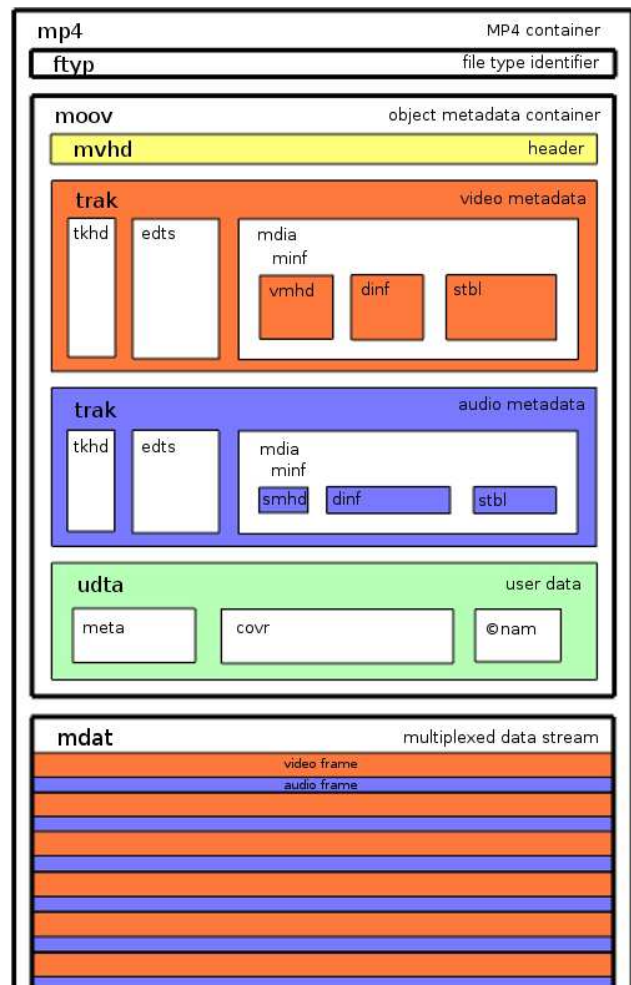 mp4 MP4 container
ftyp file type identifier
moov object metadata container
mvhd header
trak video metadata
tkhd edts mdia
minf
vmhd dinf stbl
trak audio metadata
tkhd edts mdia
minf
smhd dinf stbl
udta user data
meta covr ©nam
mdat multiplexed data stream
video frame
audio frame